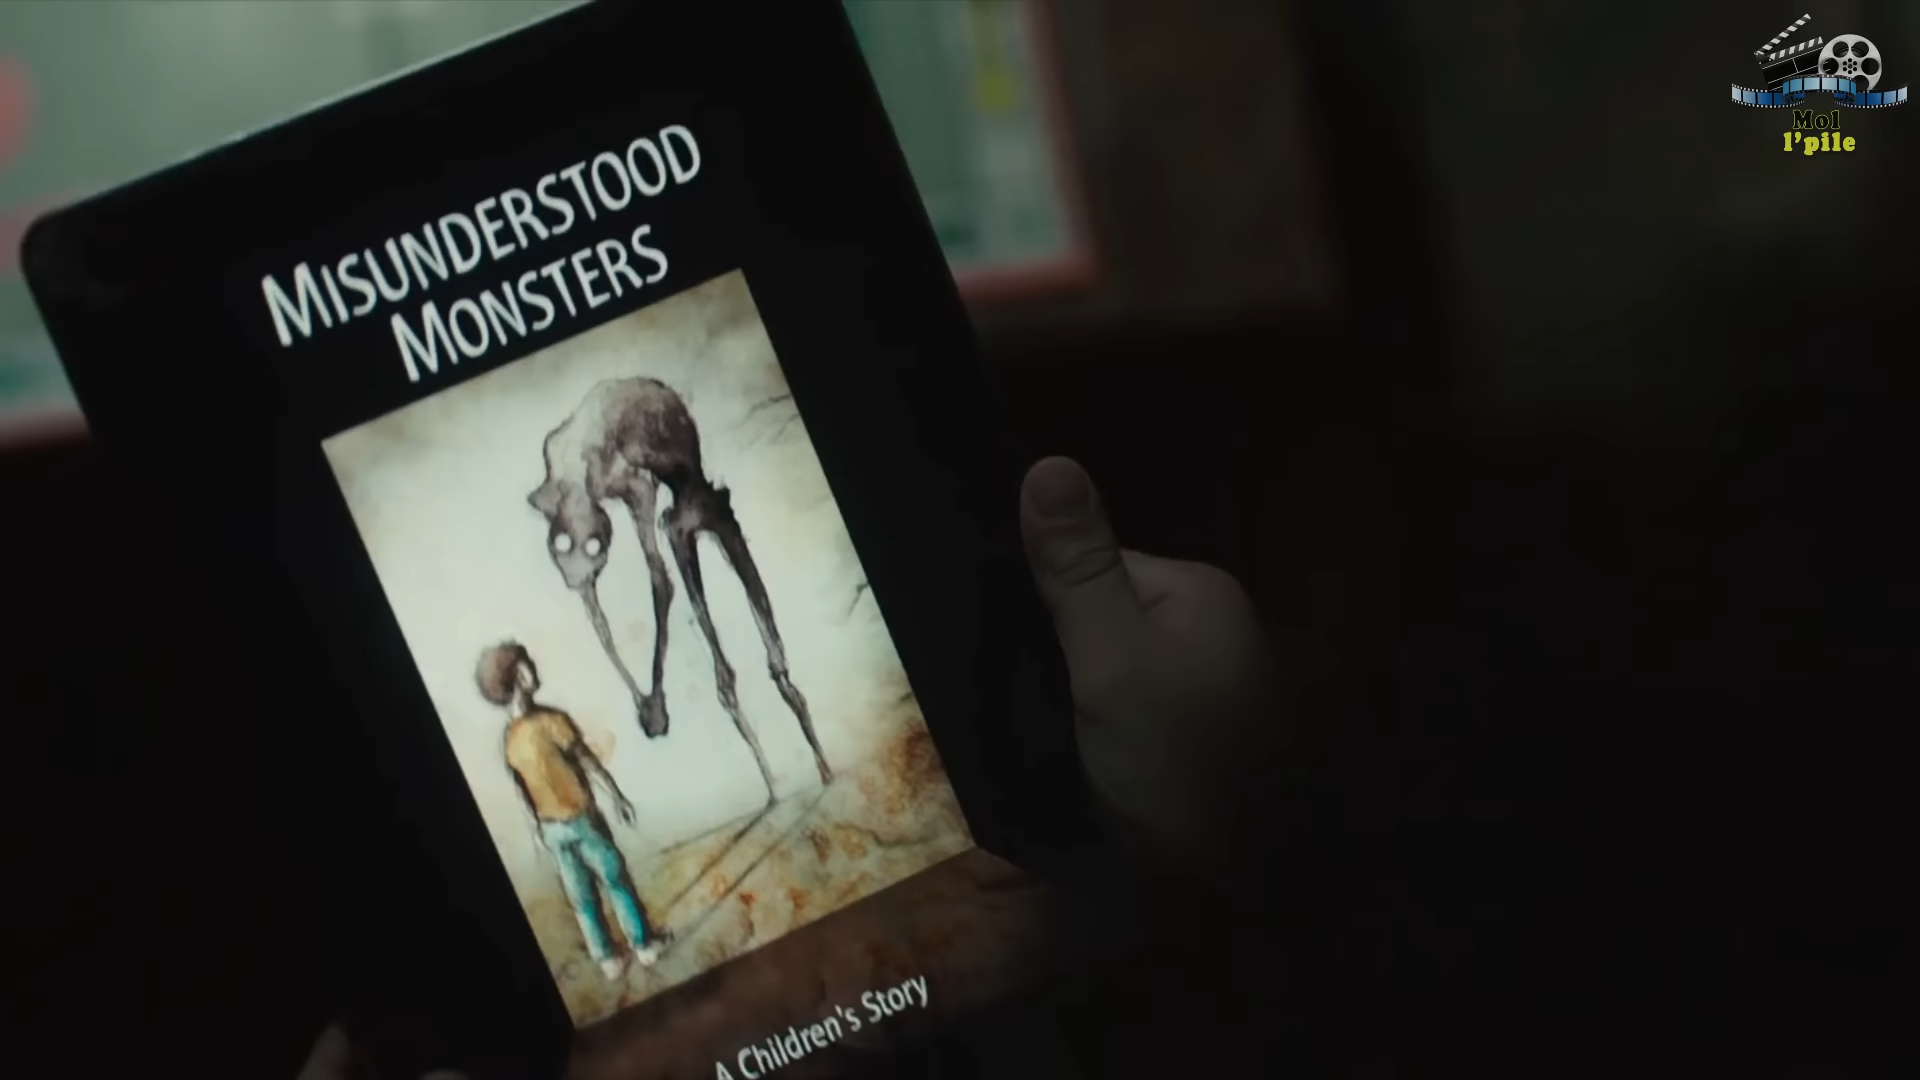 MISUNDERSTOOD
MONSTERS
A Children's Story
Mol
l'pile